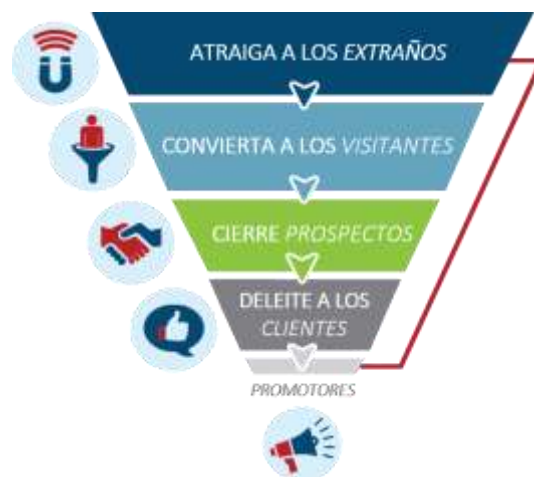 ATRAIGA A LOS EXTRAÑOS
CONVIERTA A LOS VISITANTES
CIERRE PROSPECTOS
DELEITE A LOS
CLIENTES
PROMOTORES